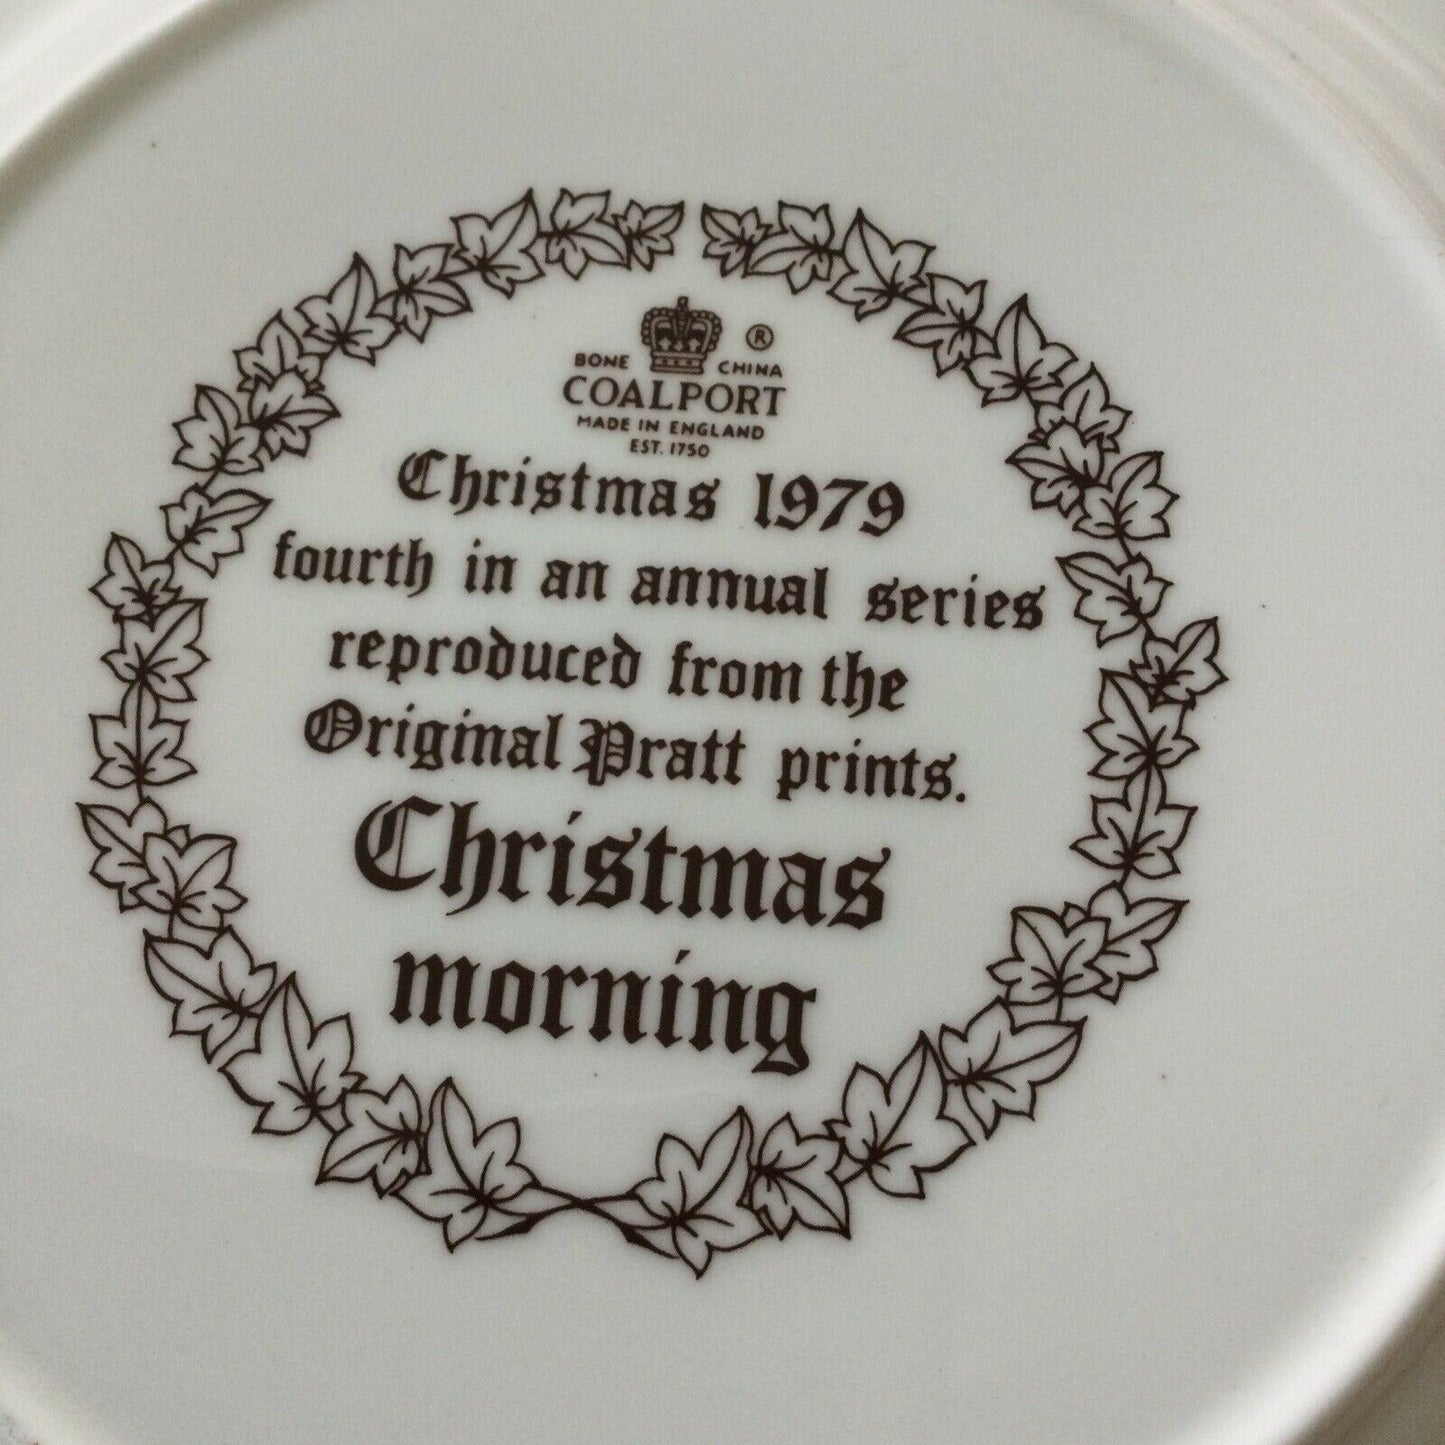 BONE CHINA ®
COALPORT
MADE IN ENGLAND
EST. 1750
Christmas 1979
fourth in an annual series
reproduced from the
Original Pratt prints.
Christmas
morning